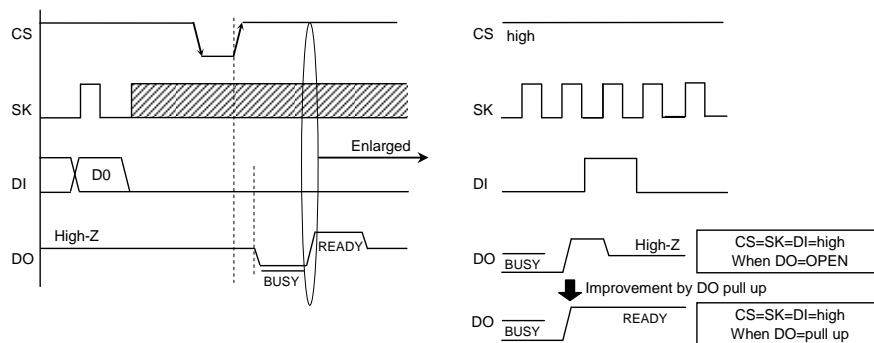 CS
SK
DI
D0
Enlarged
High-Z
DO
BUSY
READY
CS high
SK
DI
High-Z
DO
BUSY
CS=SK=DI=high
When DO=OPEN
Improvement by DO pull up
DO
BUSY
READY
CS=SK=DI=high
When DO=pull up